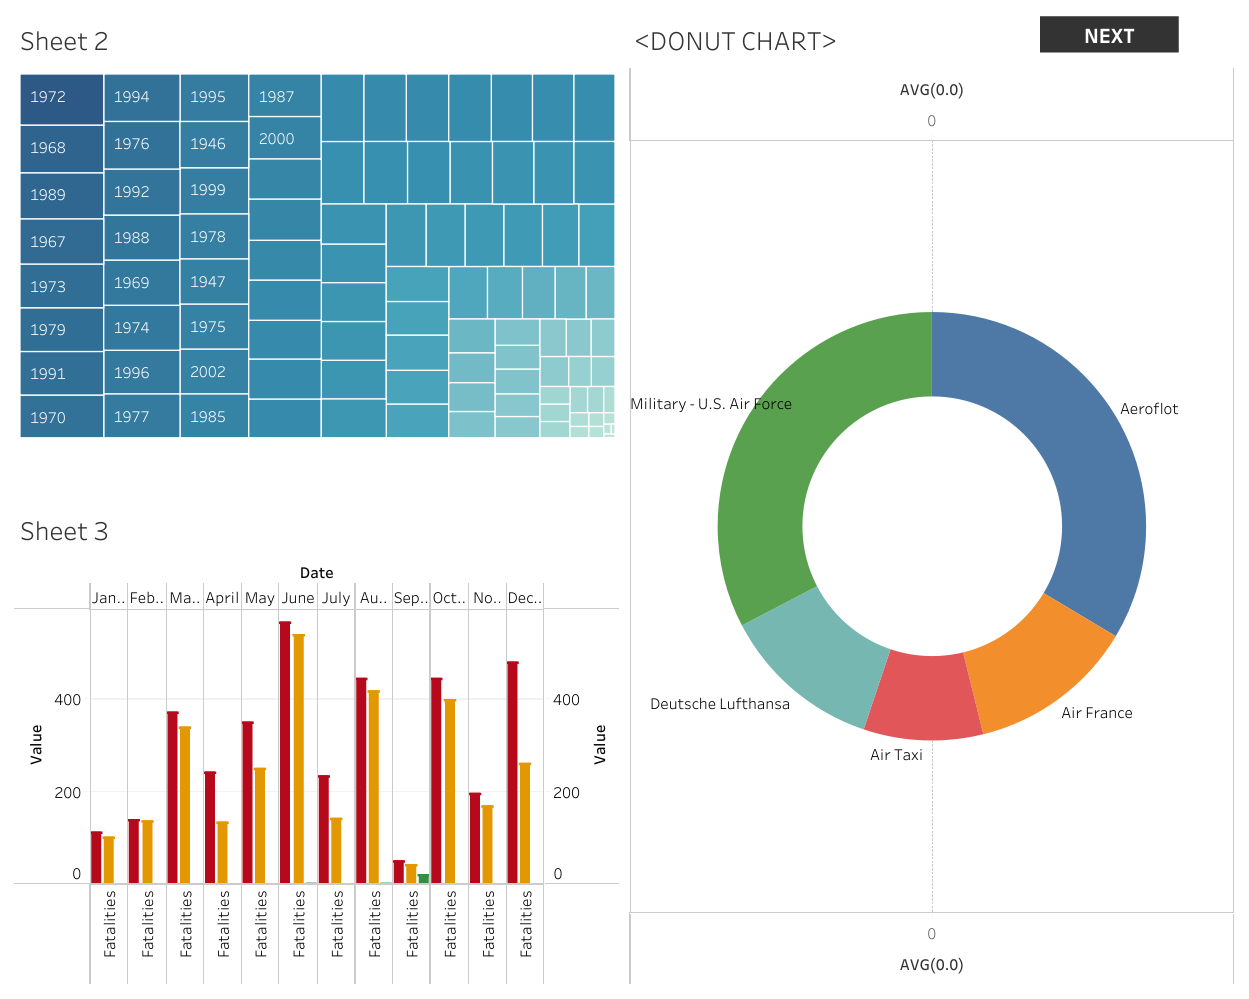 Sheet 2
1972
1968
1989
1967
1973
1979
1991
1970
1994
1976
1992
1988
1969
1974
1996
1977
1995
1946
1999
1978
1947
1975
2002
1985
1987
2000
<DONUT CHART>
NEXT
AVG(0.0)
0
Military - U.S. Air Force
Aeroflot
Deutsche Lufthansa
Air France
Air Taxi
0
AVG(0.0)
Sheet 3
Date
Jan.. Feb.. Ma.. April May June July Au.. Sep.. Oct.. No.. Dec..
400
200
0
Value
400
200
0
Value
Fatalities
Fatalities
Fatalities
Fatalities
Fatalities
Fatalities
Fatalities
Fatalities
Fatalities
Fatalities
Fatalities
Fatalities